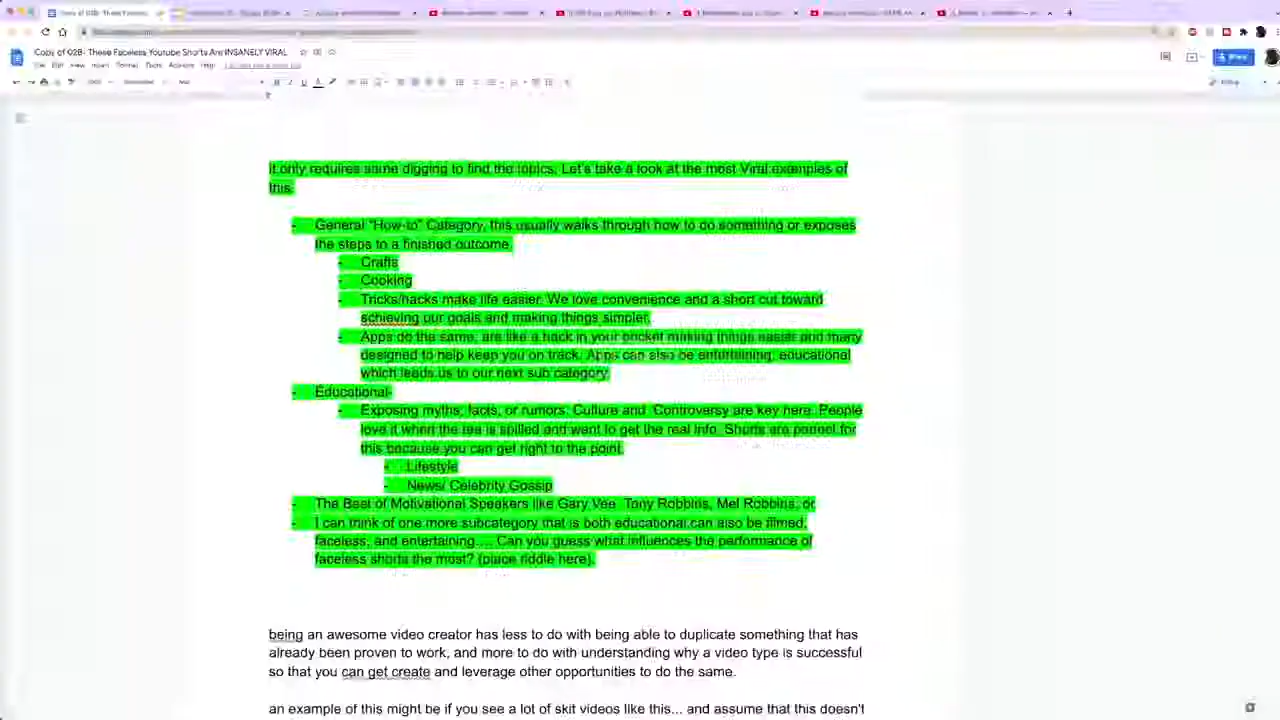 Copy of 02B- These Faceless Youtube Shorts Are INSANELY VIRAL
File Edit View Insert Format Tools Help
Share
It only requires some digging to find the topics, Let's take a look at the most Viral examples of
this.
- General "How-to" Category, this usually walks through how to do something or exposes
the steps to a finished outcome.
- Crafts
- Cooking
- Tricks/hacks make life easier. We love convenience and a short cut toward
achieving our goals and making things simpler.
- Apps do the same, are like a hack in your pocket making things easier and many
designed to help keep you on track. Apps can also be entertaining, educational
which leads us to our next sub category.
- Educational-
- Exposing myths, facts, or rumors. Culture and Controversy are key here. People
love it when the tea is spilled and want to get the real info. Shorts are perfect for
this because you can get right to the point.
- Lifestyle
- News/ Celebrity Gossip
- The Best of Motivational Speakers like Gary Vee Tony Robbins, Mel Robbins, or
- I can think of one more subcategory that is both educational,can also be filmed,
faceless, and entertaining.... Can you guess what influences the performance of
faceless shorts the most? (place riddle here).
being an awesome video creator has less to do with being able to duplicate something that has
already been proven to work, and more to do with understanding why a video type is successful
so that you can get create and leverage other opportunities to do the same.
an example of this might be if you see a lot of skit videos like this... and assume that this doesn't